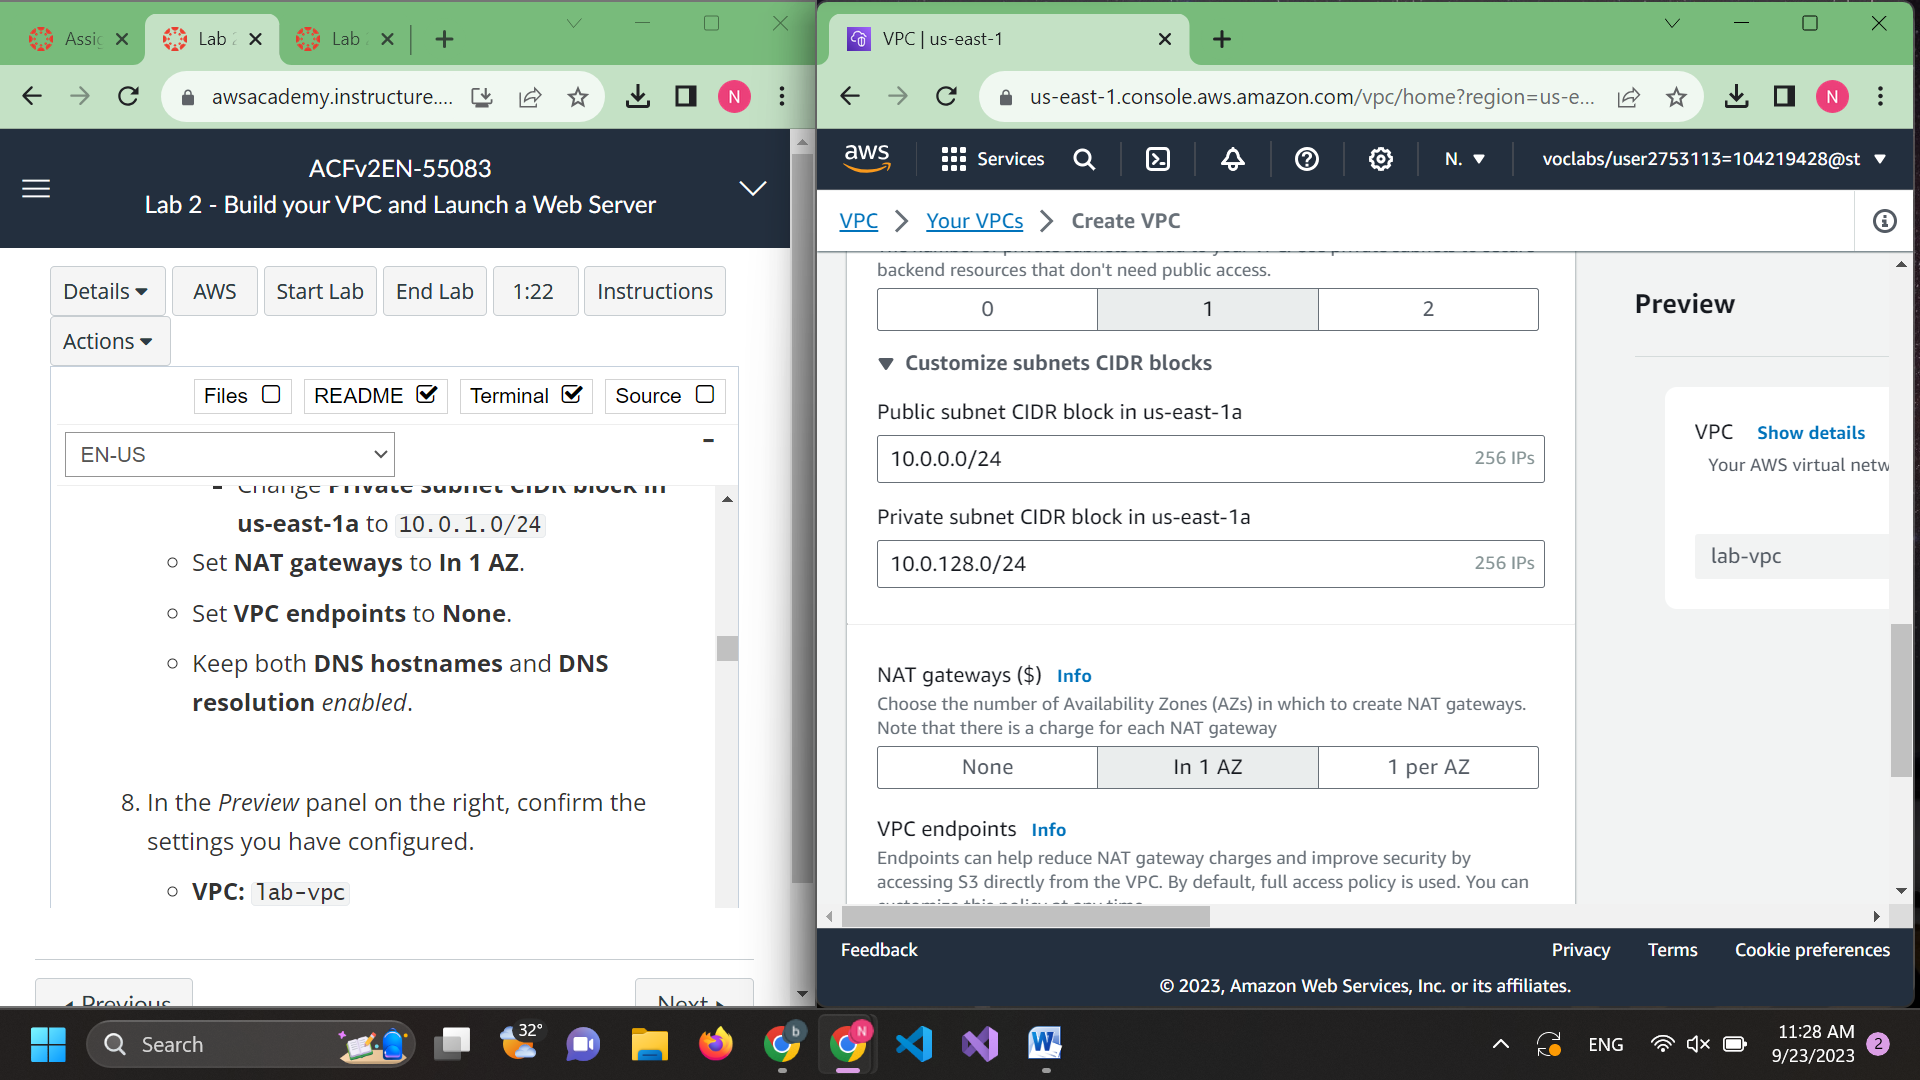 Assig
Lab 2
Lab
awsacademy.instructure....
N
ACFv2EN-55083
Lab 2 - Build your VPC and Launch a Web Server
Details
AWS
Start Lab
End Lab
1:22
Instructions
Actions
Files
README
Terminal
Source
EN-US
Change Private subnet CIDR block in
us-east-1a to 10.0.1.0/24
Set NAT gateways to In 1 AZ.
Set VPC endpoints to None.
Keep both DNS hostnames and DNS
resolution enabled.
8. In the Preview panel on the right, confirm the
settings you have configured.
VPC: lab-vpc
Previous
Next
VPC | us-east-1
us-east-1.console.aws.amazon.com/vpc/home?region=us-e...
N
aws
Services
N.
voclabs/user2753113=104219428@st
VPC
Your VPCs
Create VPC
backend resources that don't need public access.
0
1
2
Customize subnets CIDR blocks
Public subnet CIDR block in us-east-1a
10.0.0.0/24
256 IPs
Private subnet CIDR block in us-east-1a
10.0.128.0/24
256 IPs
NAT gateways ($) Info
Choose the number of Availability Zones (AZs) in which to create NAT gateways.
Note that there is a charge for each NAT gateway
None
In 1 AZ
1 per AZ
VPC endpoints Info
Endpoints can help reduce NAT gateway charges and improve security by
accessing S3 directly from the VPC. By default, full access policy is used. You can
Preview
VPC Show details
Your AWS virtual netw
lab-vpc
Feedback
Privacy
Terms
Cookie preferences
© 2023, Amazon Web Services, Inc. or its affiliates.
Search
32°
b
N
W
ENG
11:28 AM
9/23/2023
2